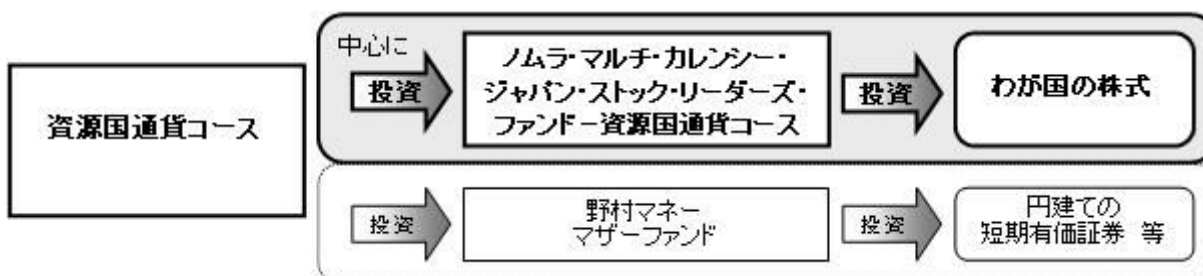 資源国通貨コース
中心に
投資
ノムラ・マルチ・カレンシー・
ジャパン・ストック・リーダーズ・
ファンドー資源国通貨コース
投資
わが国の株式
投資
野村マネー
マザーファンド
投資
円建ての
短期有価証券 等